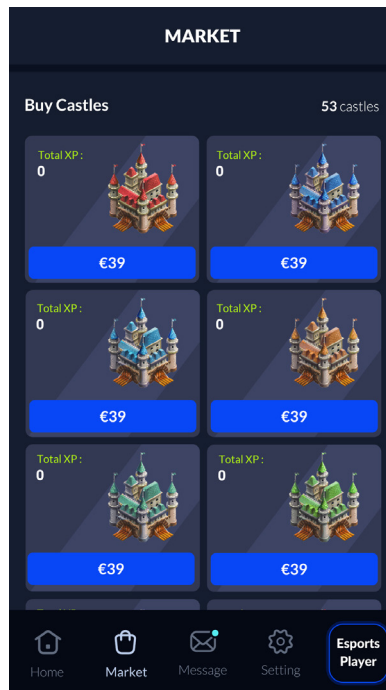 MARKET
Buy Castles
53 castles
Total XP :
0
Total XP :
0
€39
€39
Total XP :
0
Total XP :
0
€39
€39
Total XP :
0
Total XP :
0
€39
€39
Home
Market
Message
Setting
Esports
Player